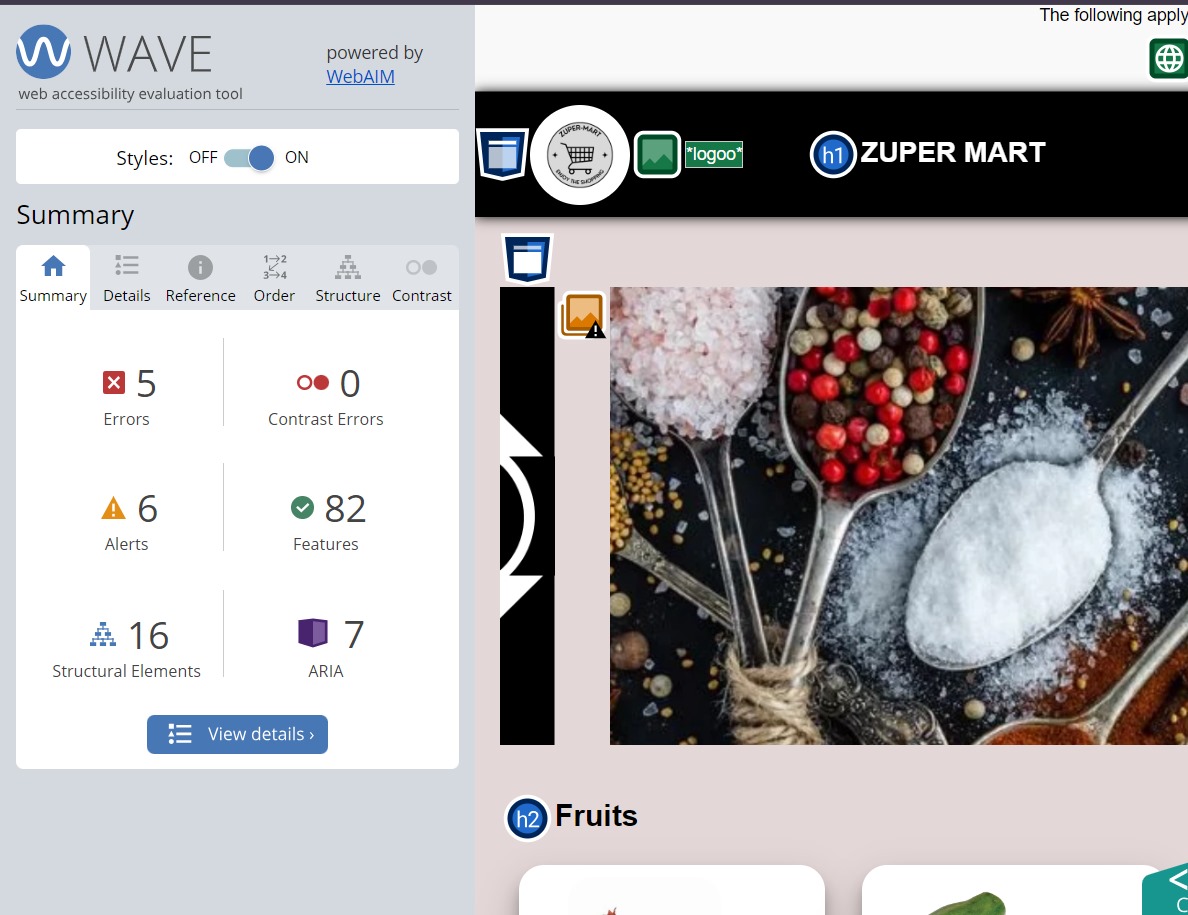 WAVE
powered by
WebAIM
web accessibility evaluation tool
Styles: OFF ON
Summary
Summary Details Reference Order Structure Contrast
5
Errors
0
Contrast Errors
6
Alerts
82
Features
16
Structural Elements
7
ARIA
View details ›
The following apply
ZUPER-MART
ENJOY THE SHOPPING
*logoo*
h1 ZUPER MART
h2 Fruits